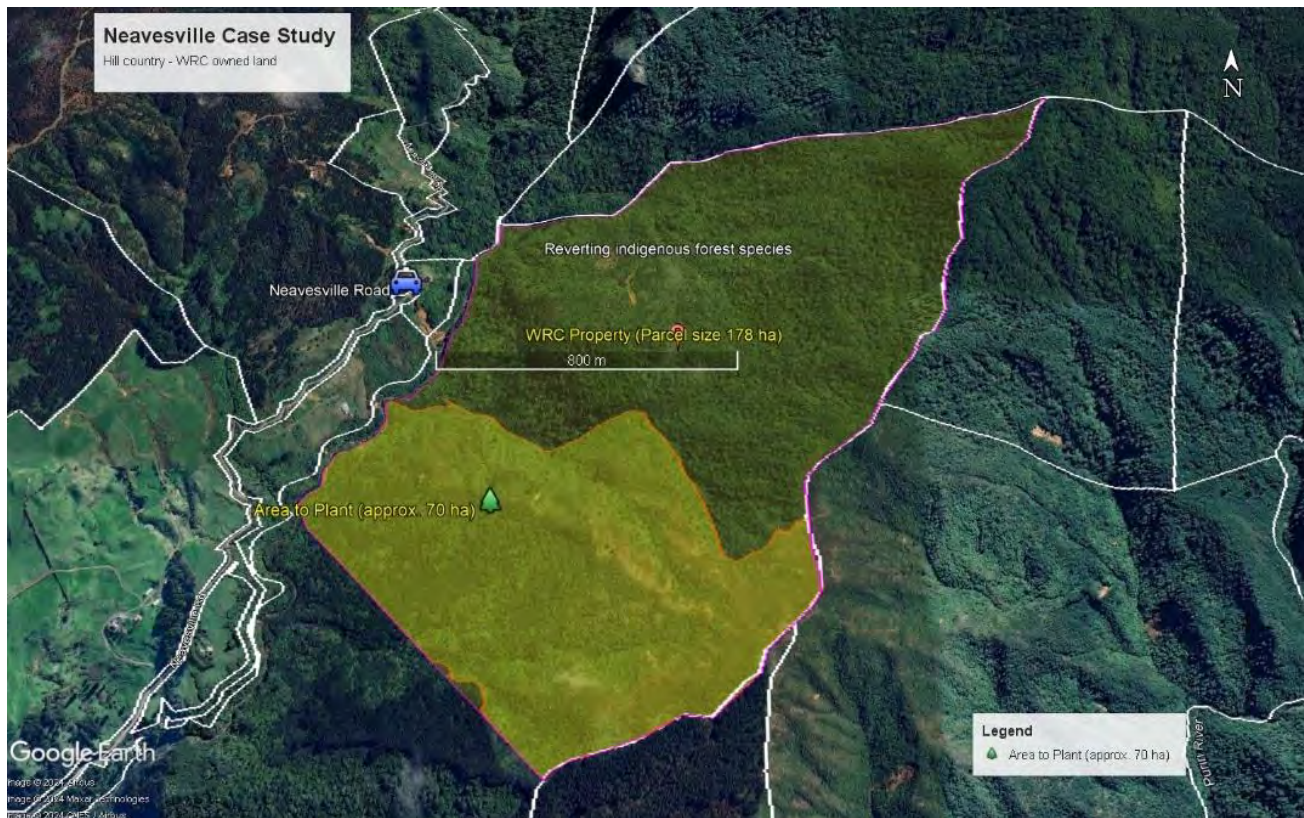 Neavesville Case Study
Hill country - WRC owned land
N
Reverting indigenous forest species
Neavesville Road
WRC Property (Parcel size 178 ha)
800 m
Area to Plant (approx. 70 ha)
Neavesville Rd
Google Earth
Image © 2024 Airbus
Image © 2024 Maxar Technologies
Image © 2024 CNES / Airbus
Legend
Area to Plant (approx. 70 ha)
River